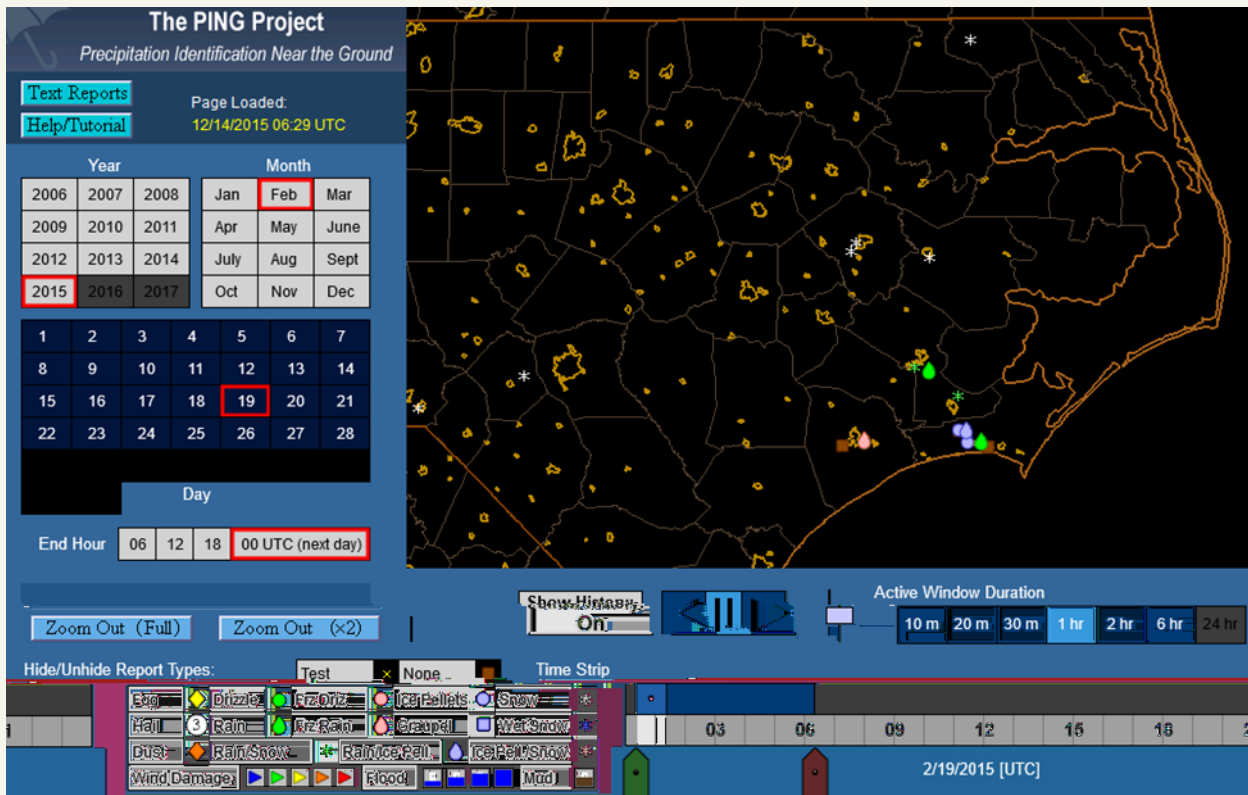 The PING Project
Precipitation Identification Near the Ground
Text Reports
Help/Tutorial
Page Loaded:
12/14/2015 06:29 UTC
Year
Month
2006 2007 2008 Jan Feb Mar
2009 2010 2011 Apr May June
2012 2013 2014 July Aug Sept
2015 2016 2017 Oct Nov Dec
1 2 3 4 5 6 7
8 9 10 11 12 13 14
15 16 17 18 19 20 21
22 23 24 25 26 27 28
Day
End Hour 06 12 18 00 UTC (next day)
Show History
On
Active Window Duration
10 m 20 m 30 m 1 hr 2 hr 6 hr 24 hr
Zoom Out (Full) Zoom Out (×2)
Hide/Unhide Report Types: Test None Time Strip
Fog Drizzle Frz Driz Ice Pellets Snow
Hail 3 Rain Frz Rain Graupel Wet Snow
Dust Rain/Snow Rain/Ice Pell. Ice Pell/Snow
Wind Damage Flood Mud
03 06 09 12 15 18
2/19/2015 [UTC]